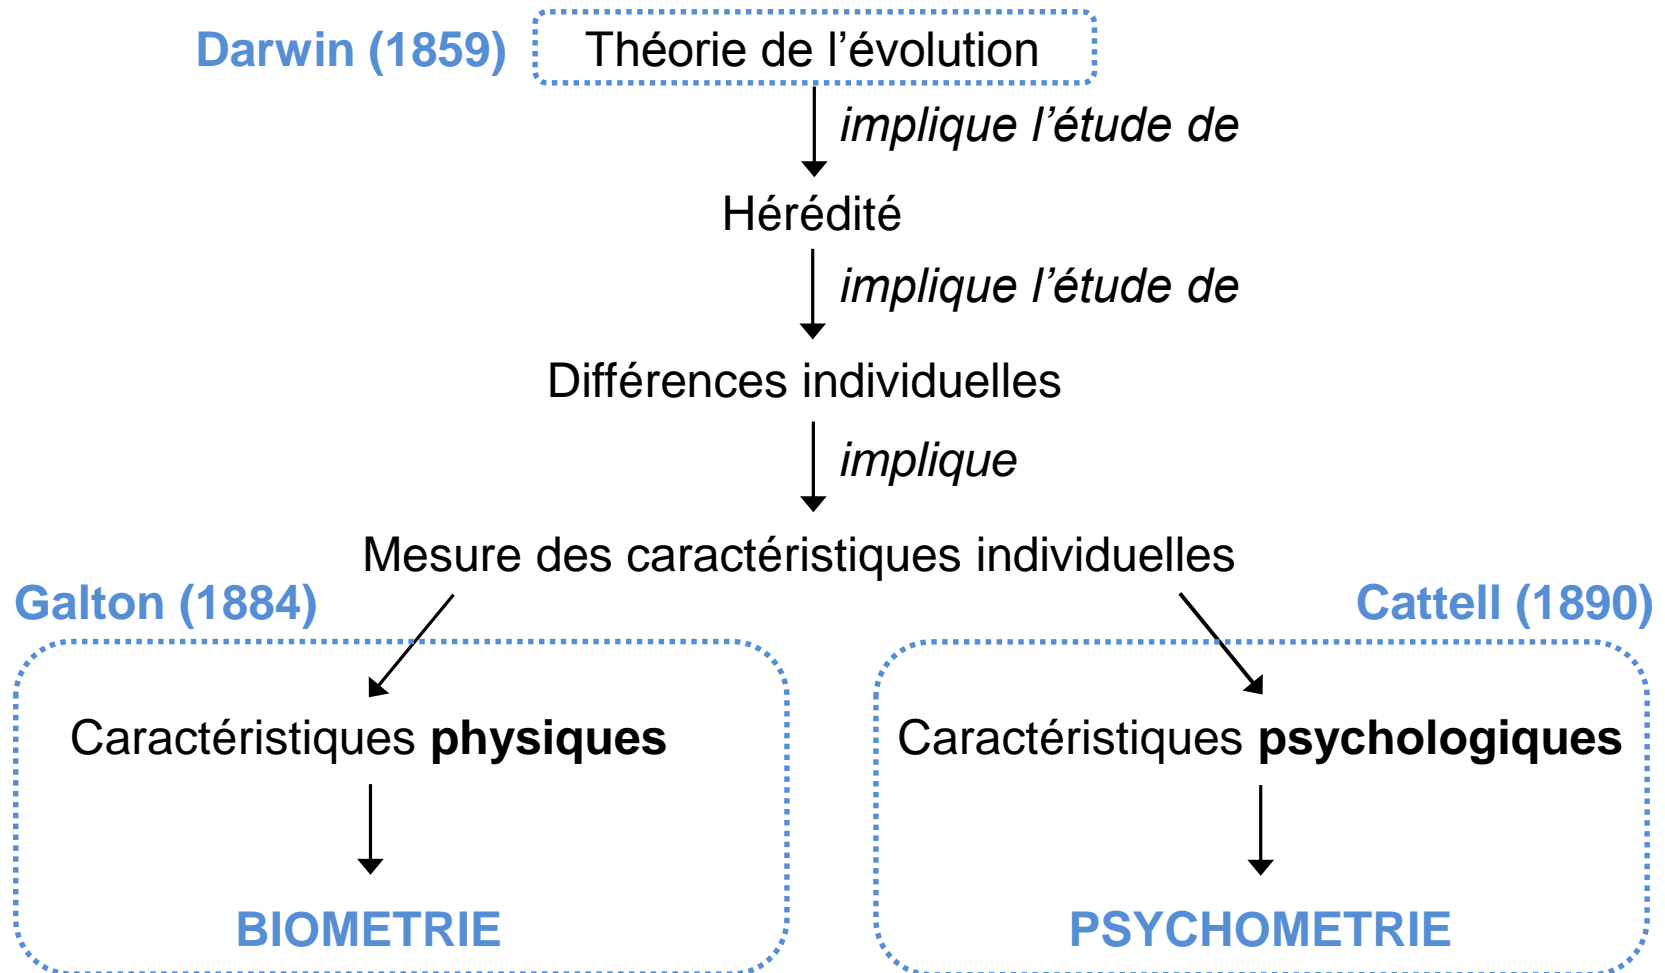 Darwin (1859) Théorie de l’évolution
implique l’étude de
Hérédité
implique l’étude de
Différences individuelles
implique
Mesure des caractéristiques individuelles
Galton (1884) Cattell (1890)
Caractéristiques physiques Caractéristiques psychologiques
BIOMETRIE PSYCHOMETRIE